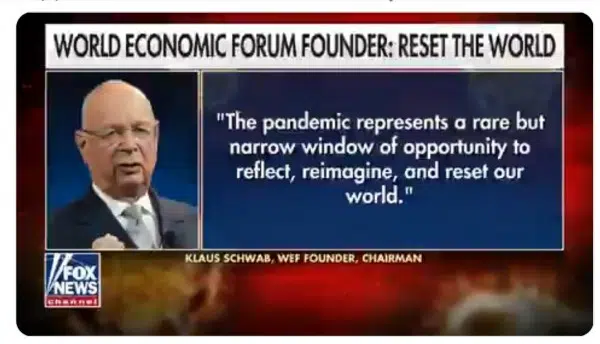 WORLD ECONOMIC FORUM FOUNDER: RESET THE WORLD
"The pandemic represents a rare but
narrow window of opportunity to
reflect, reimagine, and reset our
world."
KLAUS SCHWAB, WEF FOUNDER, CHAIRMAN
FOX
NEWS
channel